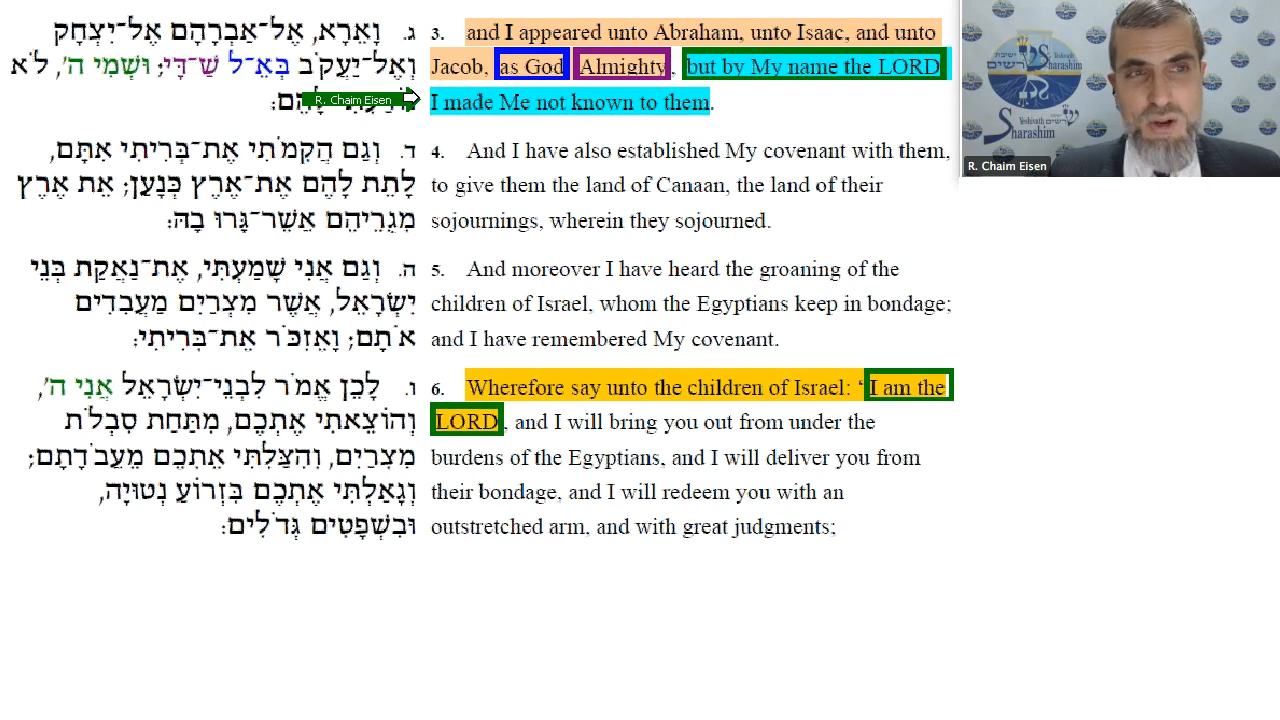 ג. וָאֵרָא, אֶל־אַבְרָהָם אֶל־יִצְחָק
וְאֶל־יַעֲקֹב בְּאֵ־ל שַׁ־דָּי; וּשְׁמִי ה', לֹא
לָהֶם:
ד. וְגַם הֲקִמֹתִי אֶת־בְּרִיתִי אִתָּם,
לָתֵת לָהֶם אֶת־אֶרֶץ כְּנָעַן; אֵת אֶרֶץ
מְגֻרֵיהֶם אֲשֶׁר־גָּרוּ בָהּ:
ה. וְגַם אֲנִי שָׁמַעְתִּי, אֶת־נַאֲקַת בְּנֵי
יִשְׂרָאֵל, אֲשֶׁר מִצְרַיִם מַעֲבִדִים
אֹתָם; וָאֶזְכֹּר אֶת־בְּרִיתִי:
ו. לָכֵן אֱמֹר לִבְנֵי־יִשְׂרָאֵל אֲנִי ה',
וְהוֹצֵאתִי אֶתְכֶם, מִתַּחַת סִבְלֹת
מִצְרַיִם, וְהִצַּלְתִּי אֶתְכֶם מֵעֲבֹדָתָם;
וְגָאַלְתִּי אֶתְכֶם בִּזְרוֹעַ נְטוּיָה,
וּבִשְׁפָטִים גְּדֹלִים:
R. Chaim Eisen
3. and I appeared unto Abraham, unto Isaac, and unto
Jacob, as God Almighty, but by My name the LORD
I made Me not known to them.
4. And I have also established My covenant with them,
to give them the land of Canaan, the land of their
sojournings, wherein they sojourned.
5. And moreover I have heard the groaning of the
children of Israel, whom the Egyptians keep in bondage;
and I have remembered My covenant.
6. Wherefore say unto the children of Israel: ‘I am the
LORD, and I will bring you out from under the
burdens of the Egyptians, and I will deliver you from
their bondage, and I will redeem you with an
outstretched arm, and with great judgments;
ישיבת
שרשים
Yeshivath
Sharashim
R. Chaim Eisen